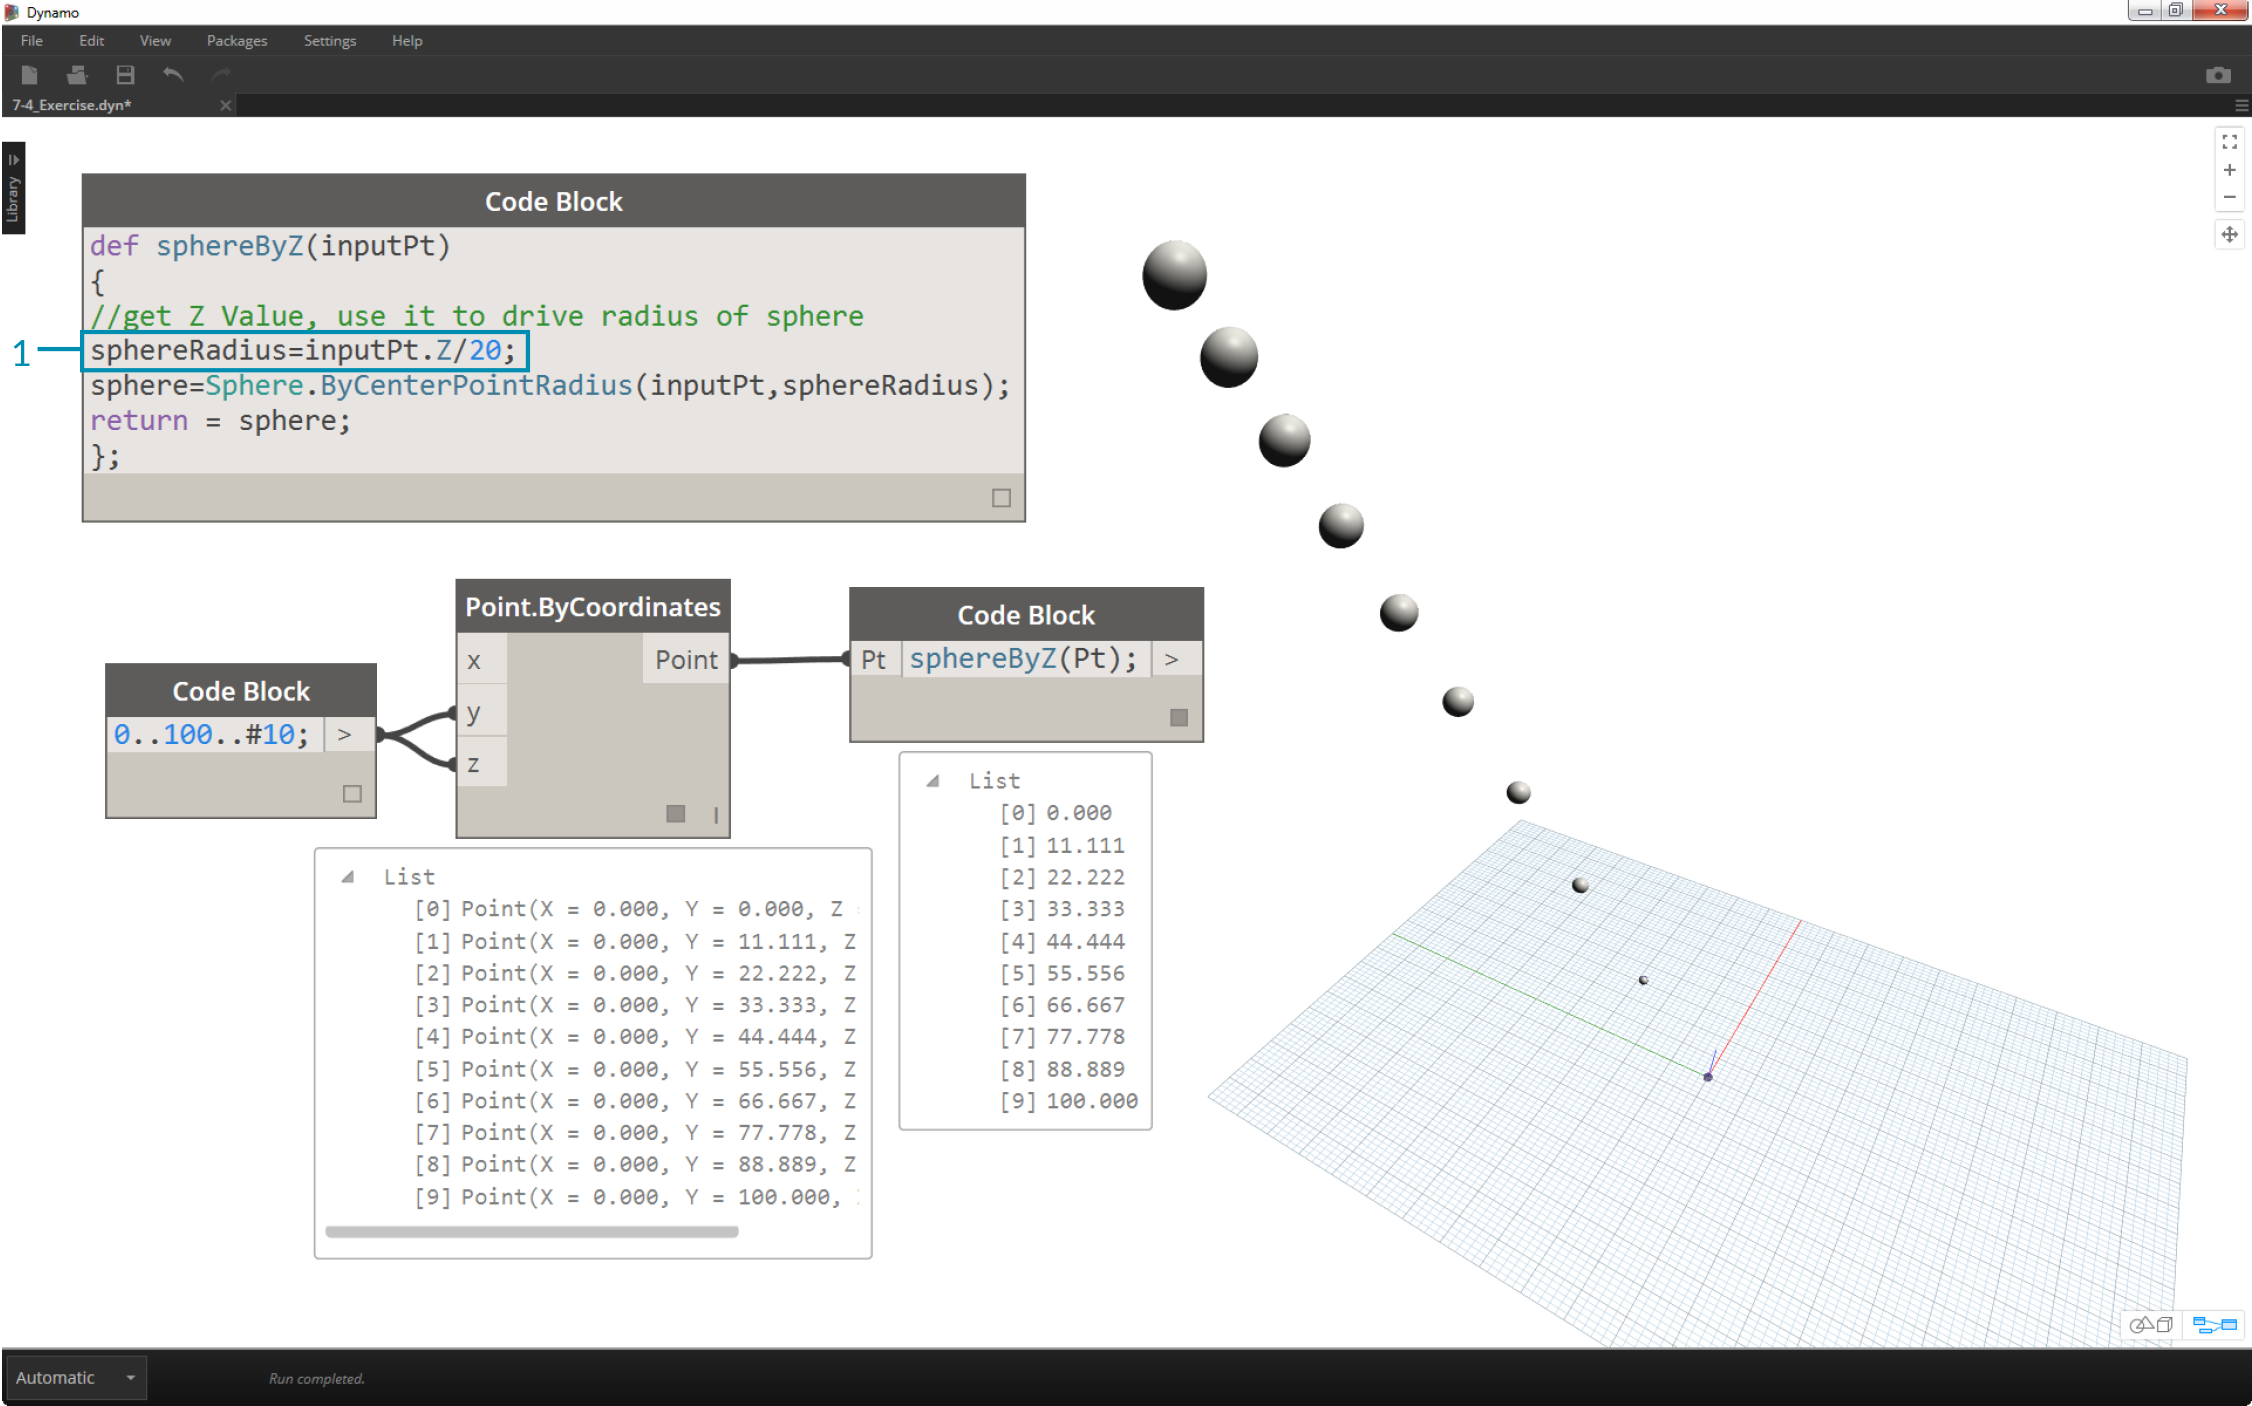 Dynamo
File Edit View Packages Settings Help
7-4_Exercise.dyn*
Library
Code Block
def sphereByZ(inputPt)
{
//get Z Value, use it to drive radius of sphere
1
sphereRadius=inputPt.Z/20;
sphere=Sphere.ByCenterPointRadius(inputPt,sphereRadius);
return = sphere;
};
Code Block
0..100..#10; >
Point.ByCoordinates
x Point
y
z
Code Block
Pt sphereByZ(Pt); >
List
[0] Point(X = 0.000, Y = 0.000, Z
[1] Point(X = 0.000, Y = 11.111, Z
[2] Point(X = 0.000, Y = 22.222, Z
[3] Point(X = 0.000, Y = 33.333, Z
[4] Point(X = 0.000, Y = 44.444, Z
[5] Point(X = 0.000, Y = 55.556, Z
[6] Point(X = 0.000, Y = 66.667, Z
[7] Point(X = 0.000, Y = 77.778, Z
[8] Point(X = 0.000, Y = 88.889, Z
[9] Point(X = 0.000, Y = 100.000,
List
[0] 0.000
[1] 11.111
[2] 22.222
[3] 33.333
[4] 44.444
[5] 55.556
[6] 66.667
[7] 77.778
[8] 88.889
[9] 100.000
Automatic
Run completed.